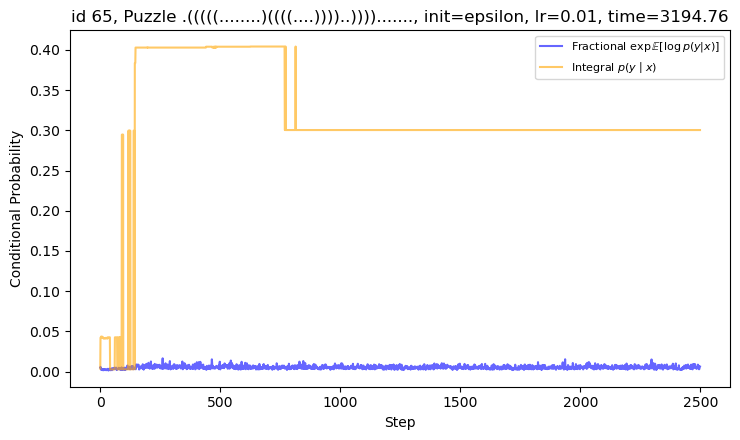 id 65, Puzzle .(((((........)((((....))))..))))......., init=epsilon, lr=0.01, time=3194.76
Fractional exp𝔼[log p(y|x)]
Integral p(y | x)
Conditional Probability
0.40
0.35
0.30
0.25
0.20
0.15
0.10
0.05
0.00
0 500 1000 1500 2000 2500
Step